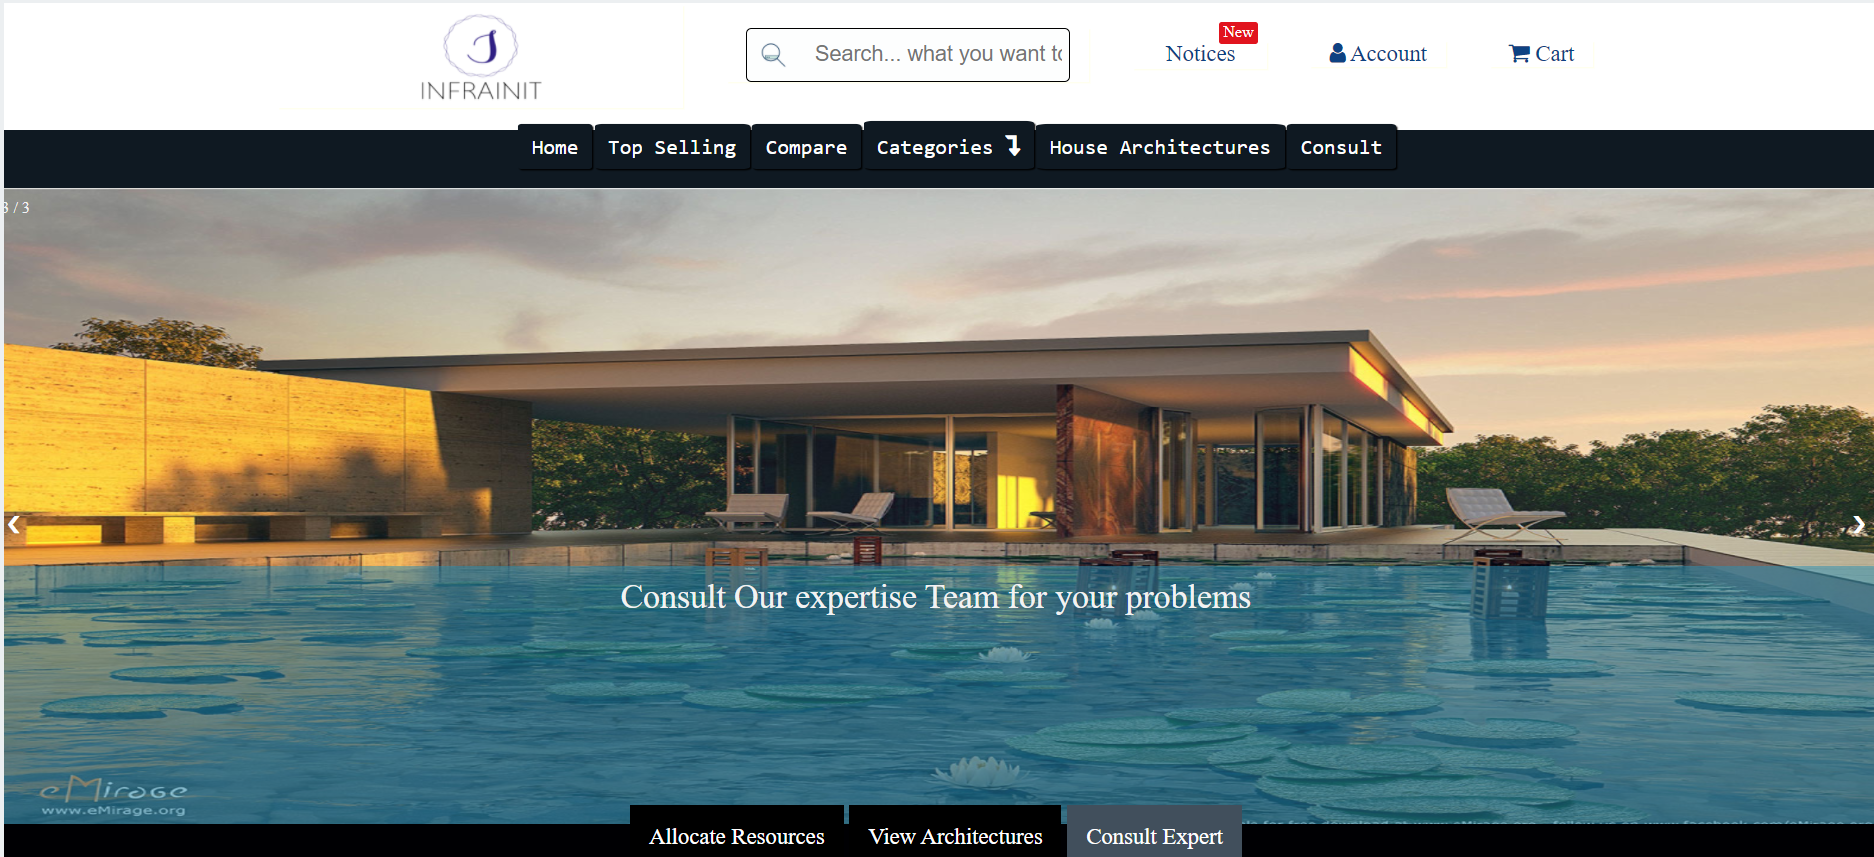 J
INFRAINIT
Search... what you want to
New
Notices
Account
Cart
Home
Top Selling
Compare
Categories
House Architectures
Consult
3 / 3
Consult Our expertise Team for your problems
eMirage
www.eMirage.org
Allocate Resources
View Architectures
Consult Expert